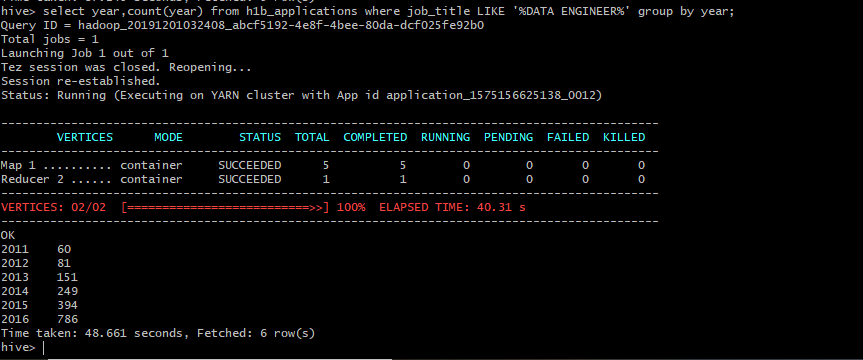 hive> select year,count(year) from h1b_applications where job_title LIKE '%DATA ENGINEER%' group by year;
Query ID = hadoop_20191201032408_abcf5192-4e8f-4bee-80da-dcf025fe92b0
Total jobs = 1
Launching Job 1 out of 1
Tez session was closed. Reopening...
Session re-established.
Status: Running (Executing on YARN cluster with App id application_1575156625138_0012)
----------------------------------------------------------------------------------------------
VERTICES MODE STATUS TOTAL COMPLETED RUNNING PENDING FAILED KILLED
----------------------------------------------------------------------------------------------
Map 1 .......... container SUCCEEDED 5 5 0 0 0 0
Reducer 2 ...... container SUCCEEDED 1 1 0 0 0 0
----------------------------------------------------------------------------------------------
VERTICES: 02/02 [==========================>>] 100% ELAPSED TIME: 40.31 s
----------------------------------------------------------------------------------------------
OK
2011 60
2012 81
2013 151
2014 249
2015 394
2016 786
Time taken: 48.661 seconds, Fetched: 6 row(s)
hive>